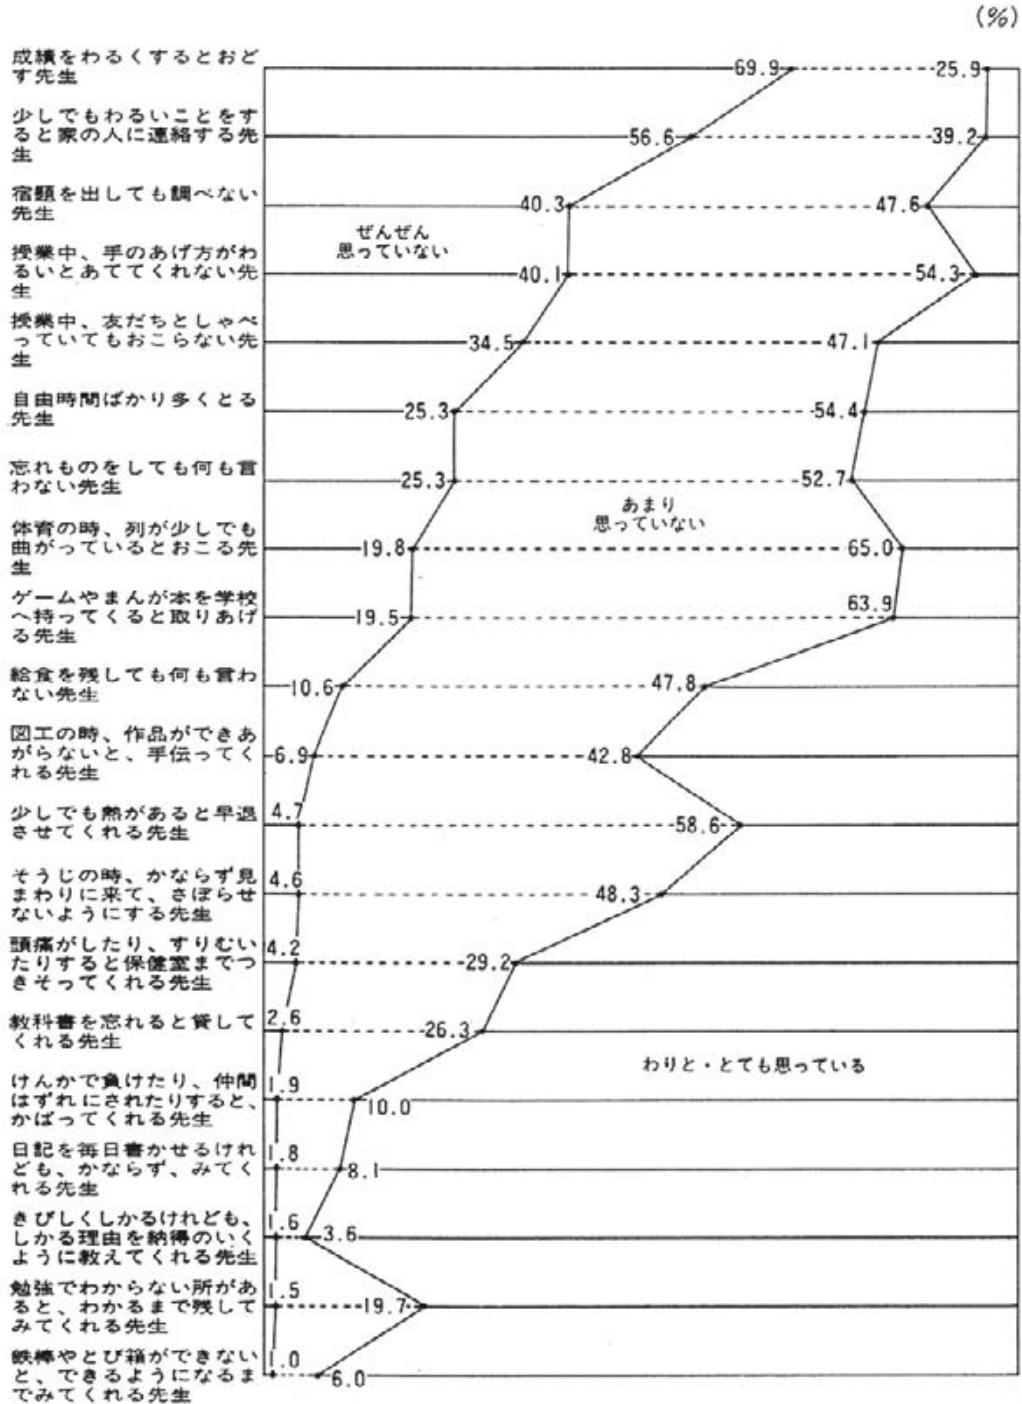 (%)
成績をわるくするとおど
す先生
69.9
25.9
少しでもわるいことをす
ると家の人に連絡する先
生
56.6
39.2
宿題を出しても調べない
先生
40.3
47.6
ぜんぜん
思っていない
授業中、手のあげ方がわ
るいとあててくれない先
生
40.1
54.3
授業中、友だちとしゃべ
っていてもおこらない先
生
34.5
47.1
自由時間ばかり多くとる
先生
25.3
54.4
忘れものをしても何も言
わない先生
25.3
52.7
あまり
思っていない
体育の時、列が少しでも
曲がっているとおこる先
生
19.8
65.0
ゲームやまんが本を学校
へ持ってくると取りあげ
る先生
19.5
63.9
給食を残しても何も言わ
ない先生
10.6
47.8
図工の時、作品ができあ
がらないと、手伝ってく
れる先生
6.9
42.8
少しでも熱があると早退
させてくれる先生
4.7
58.6
そうじの時、かならず見
まわりに来て、さぼらせ
ないようにする先生
4.6
48.3
頭痛がしたり、すりむい
たりすると保健室までつ
きそってくれる先生
4.2
29.2
教科書を忘れると貸して
くれる先生
2.6
26.3
わりと・とても思っている
けんかで負けたり、仲間
はずれにされたりすると、
かばってくれる先生
1.9
10.0
日記を毎日書かせるけれ
ども、かならず、みてく
れる先生
1.8
8.1
きびしくしかるけれども、
しかる理由を納得のいく
ように教えてくれる先生
1.6
3.6
勉強でわからない所があ
ると、わかるまで残して
みてくれる先生
1.5
19.7
鉄棒やとび箱ができない
と、できるようになるま
でみてくれる先生
1.0
6.0